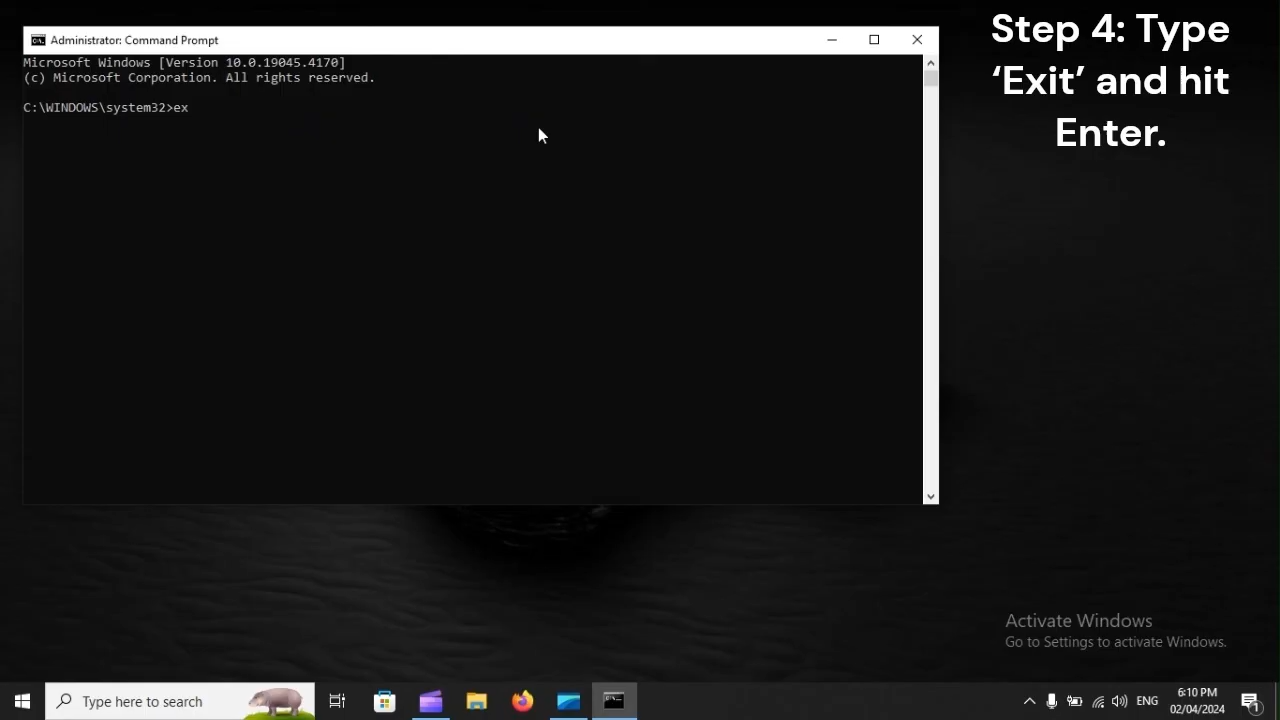 Administrator: Command Prompt
Microsoft Windows [Version 10.0.19045.4170]
(c) Microsoft Corporation. All rights reserved.
C:\WINDOWS\system32>ex
Step 4: Type
‘Exit’ and hit
Enter.
Activate Windows
Go to Settings to activate Windows.
Type here to search
ENG
6:10 PM
02/04/2024
1